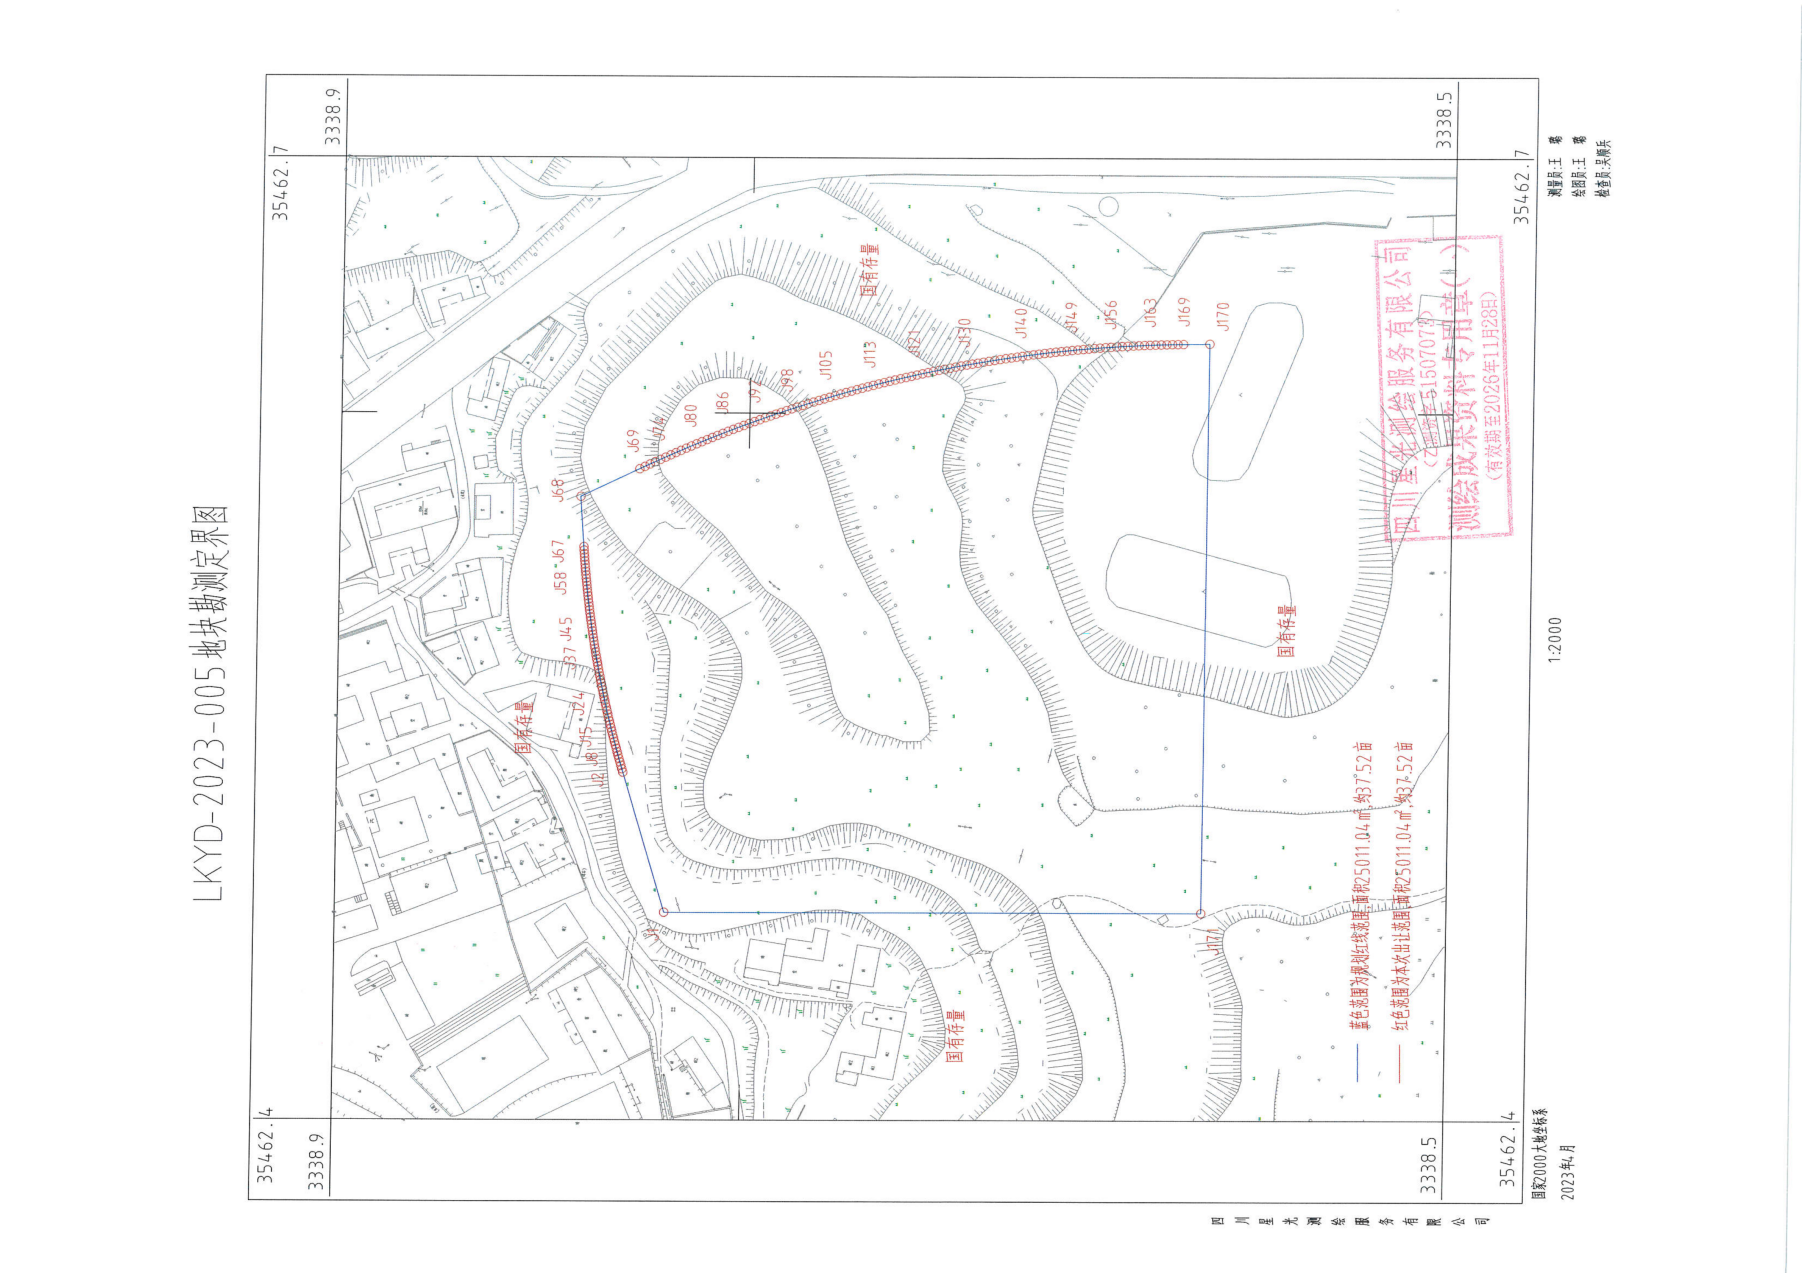 LKYD-2023-005地块勘测定界图
35462.4
35462.7
3338.9
3338.9
国有存量
国有存量
国有存量
国有存量
J1
J2
J8
J15
J24
J37
J45
J58
J67
J68
J69
J80
J86
J98
J105
J113
J121
J130
J140
J149
J156
J163
J169
J170
J171
蓝色范围为规划红线范围,面积25011.04㎡,约37.52亩
红色范围为本次出让范围,面积25011.04㎡,约37.52亩
四川星光测绘服务有限公司
测绘成果资料专用章
(有效期至2026年11月28日)
3338.5
3338.5
35462.4
35462.7
国家2000大地坐标系
2023年4月
1:2000
测量员:王
绘图员:王
检查员:吴顺兵
四川星光测绘服务有限公司